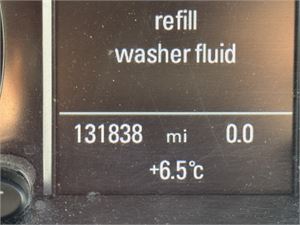 refill
washer fluid
131838 mi 0.0
+6.5°c